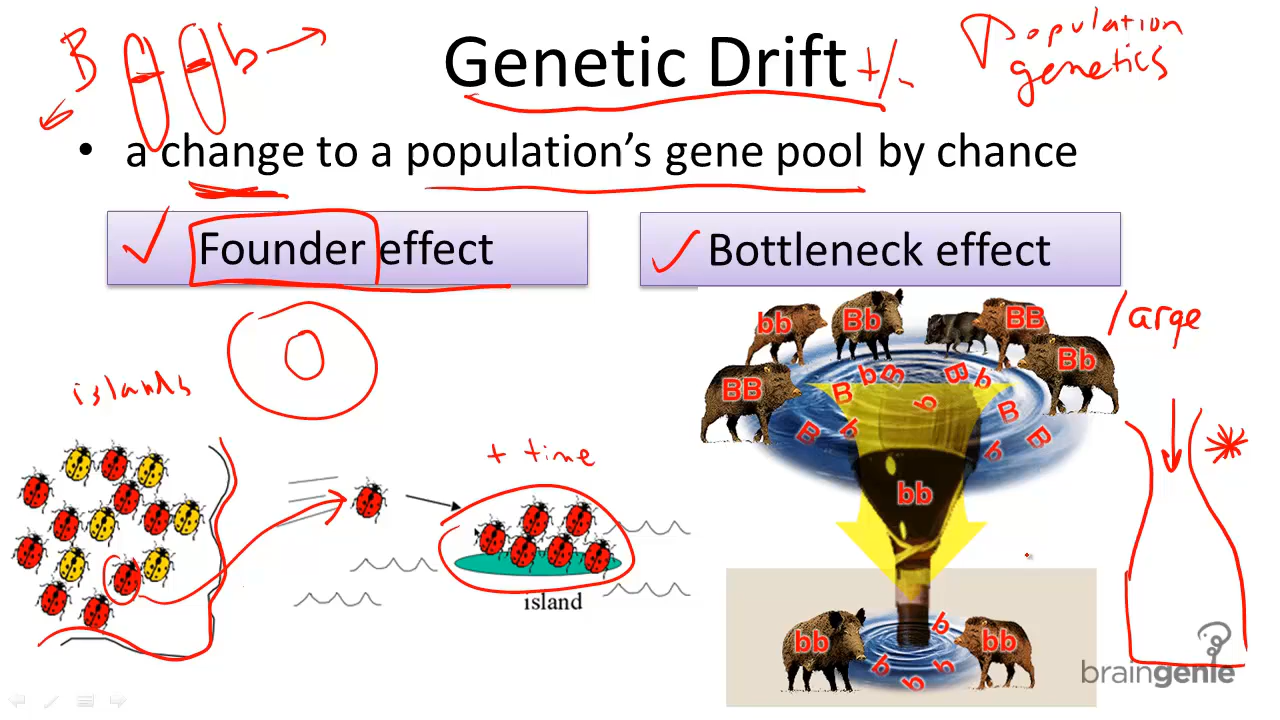 B b
Genetic Drift +/-
Population
genetics
• a change to a population's gene pool by chance
Founder effect
Bottleneck effect
large
islands
+ time
island
bb Bb BB
BB Bb
B b B B b
B b b B B b
bb
bb bb
b b b b
braingenie